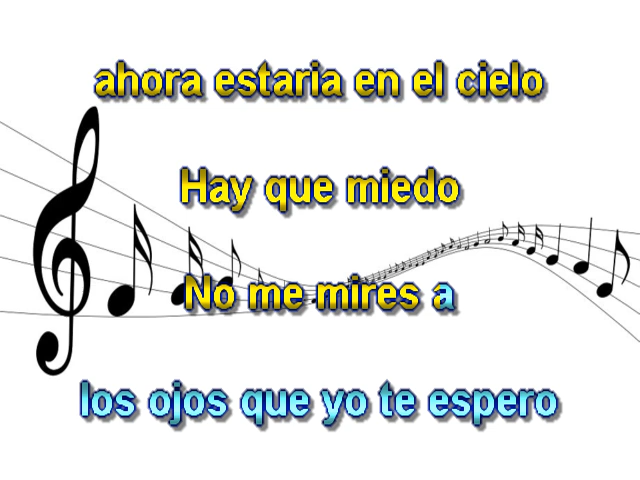 ahora estaria en el cielo
Hay que miedo
No me mires a
los ojos que yo te espero